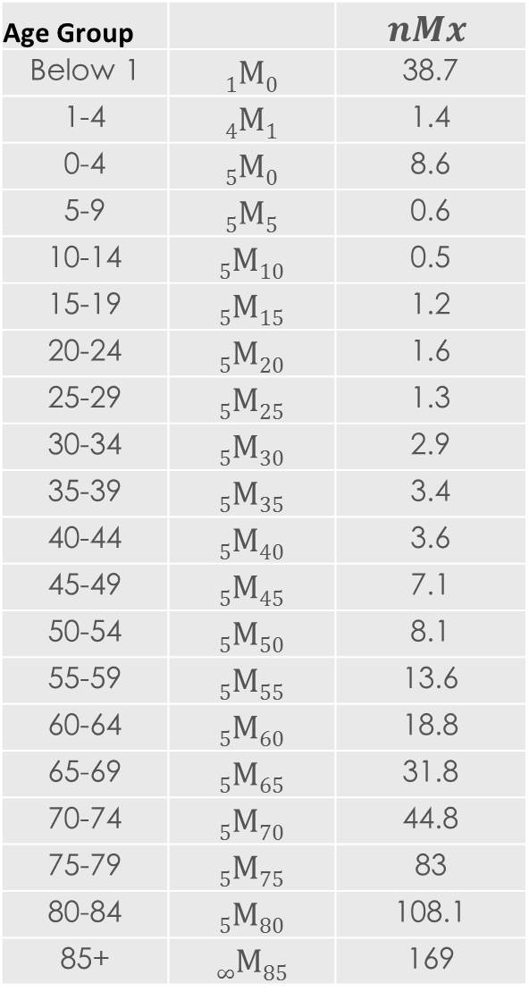 Age Group nMx
Below 1 ₁M₀ 38.7
1-4 ₄M₁ 1.4
0-4 ₅M₀ 8.6
5-9 ₅M₅ 0.6
10-14 ₅M₁₀ 0.5
15-19 ₅M₁₅ 1.2
20-24 ₅M₂₀ 1.6
25-29 ₅M₂₅ 1.3
30-34 ₅M₃₀ 2.9
35-39 ₅M₃₅ 3.4
40-44 ₅M₄₀ 3.6
45-49 ₅M₄₅ 7.1
50-54 ₅M₅₀ 8.1
55-59 ₅M₅₅ 13.6
60-64 ₅M₆₀ 18.8
65-69 ₅M₆₅ 31.8
70-74 ₅M₇₀ 44.8
75-79 ₅M₇₅ 83
80-84 ₅M₈₀ 108.1
85+ ∞M₈₅ 169